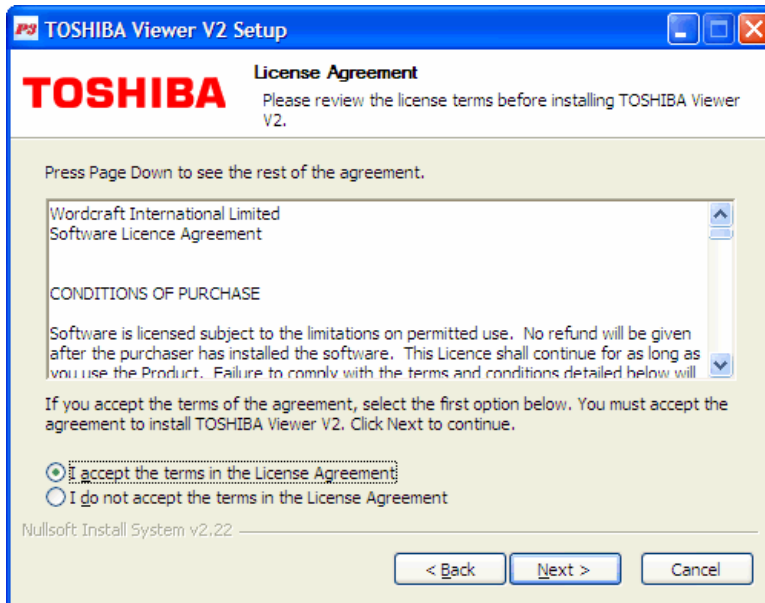 P3 TOSHIBA Viewer V2 Setup
TOSHIBA
License Agreement
Please review the license terms before installing TOSHIBA Viewer
V2.
Press Page Down to see the rest of the agreement.
Wordcraft International Limited
Software Licence Agreement
CONDITIONS OF PURCHASE
Software is licensed subject to the limitations on permitted use.  No refund will be given
after the purchaser has installed the software.  This Licence shall continue for as long as
you use the Product.  Failure to comply with the terms and conditions detailed below will
If you accept the terms of the agreement, select the first option below. You must accept the
agreement to install TOSHIBA Viewer V2. Click Next to continue.
I accept the terms in the License Agreement
I do not accept the terms in the License Agreement
Nullsoft Install System v2.22
< Back
Next >
Cancel